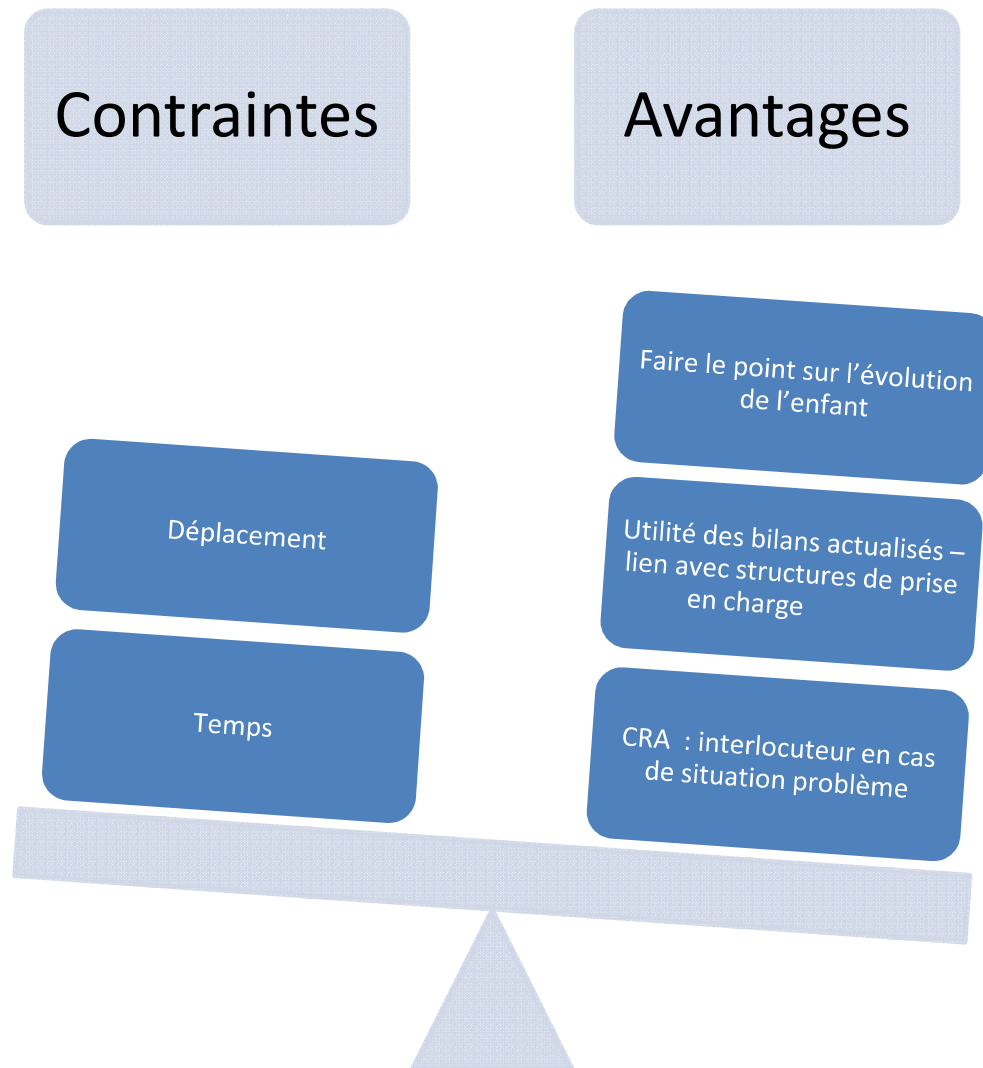 Contraintes
Avantages
Déplacement
Temps
Faire le point sur l’évolution
de l’enfant
Utilité des bilans actualisés –
lien avec structures de prise
en charge
CRA : interlocuteur en cas
de situation problème